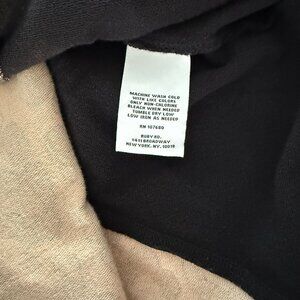 MACHINE WASH COLD
WITH LIKE COLORS
ONLY NON-CHLORINE
BLEACH WHEN NEEDED
TUMBLE DRY LOW
LOW IRON AS NEEDED
RN 107680
RUBY RD.
1411 BROADWAY
NEW YORK, NY. 10018